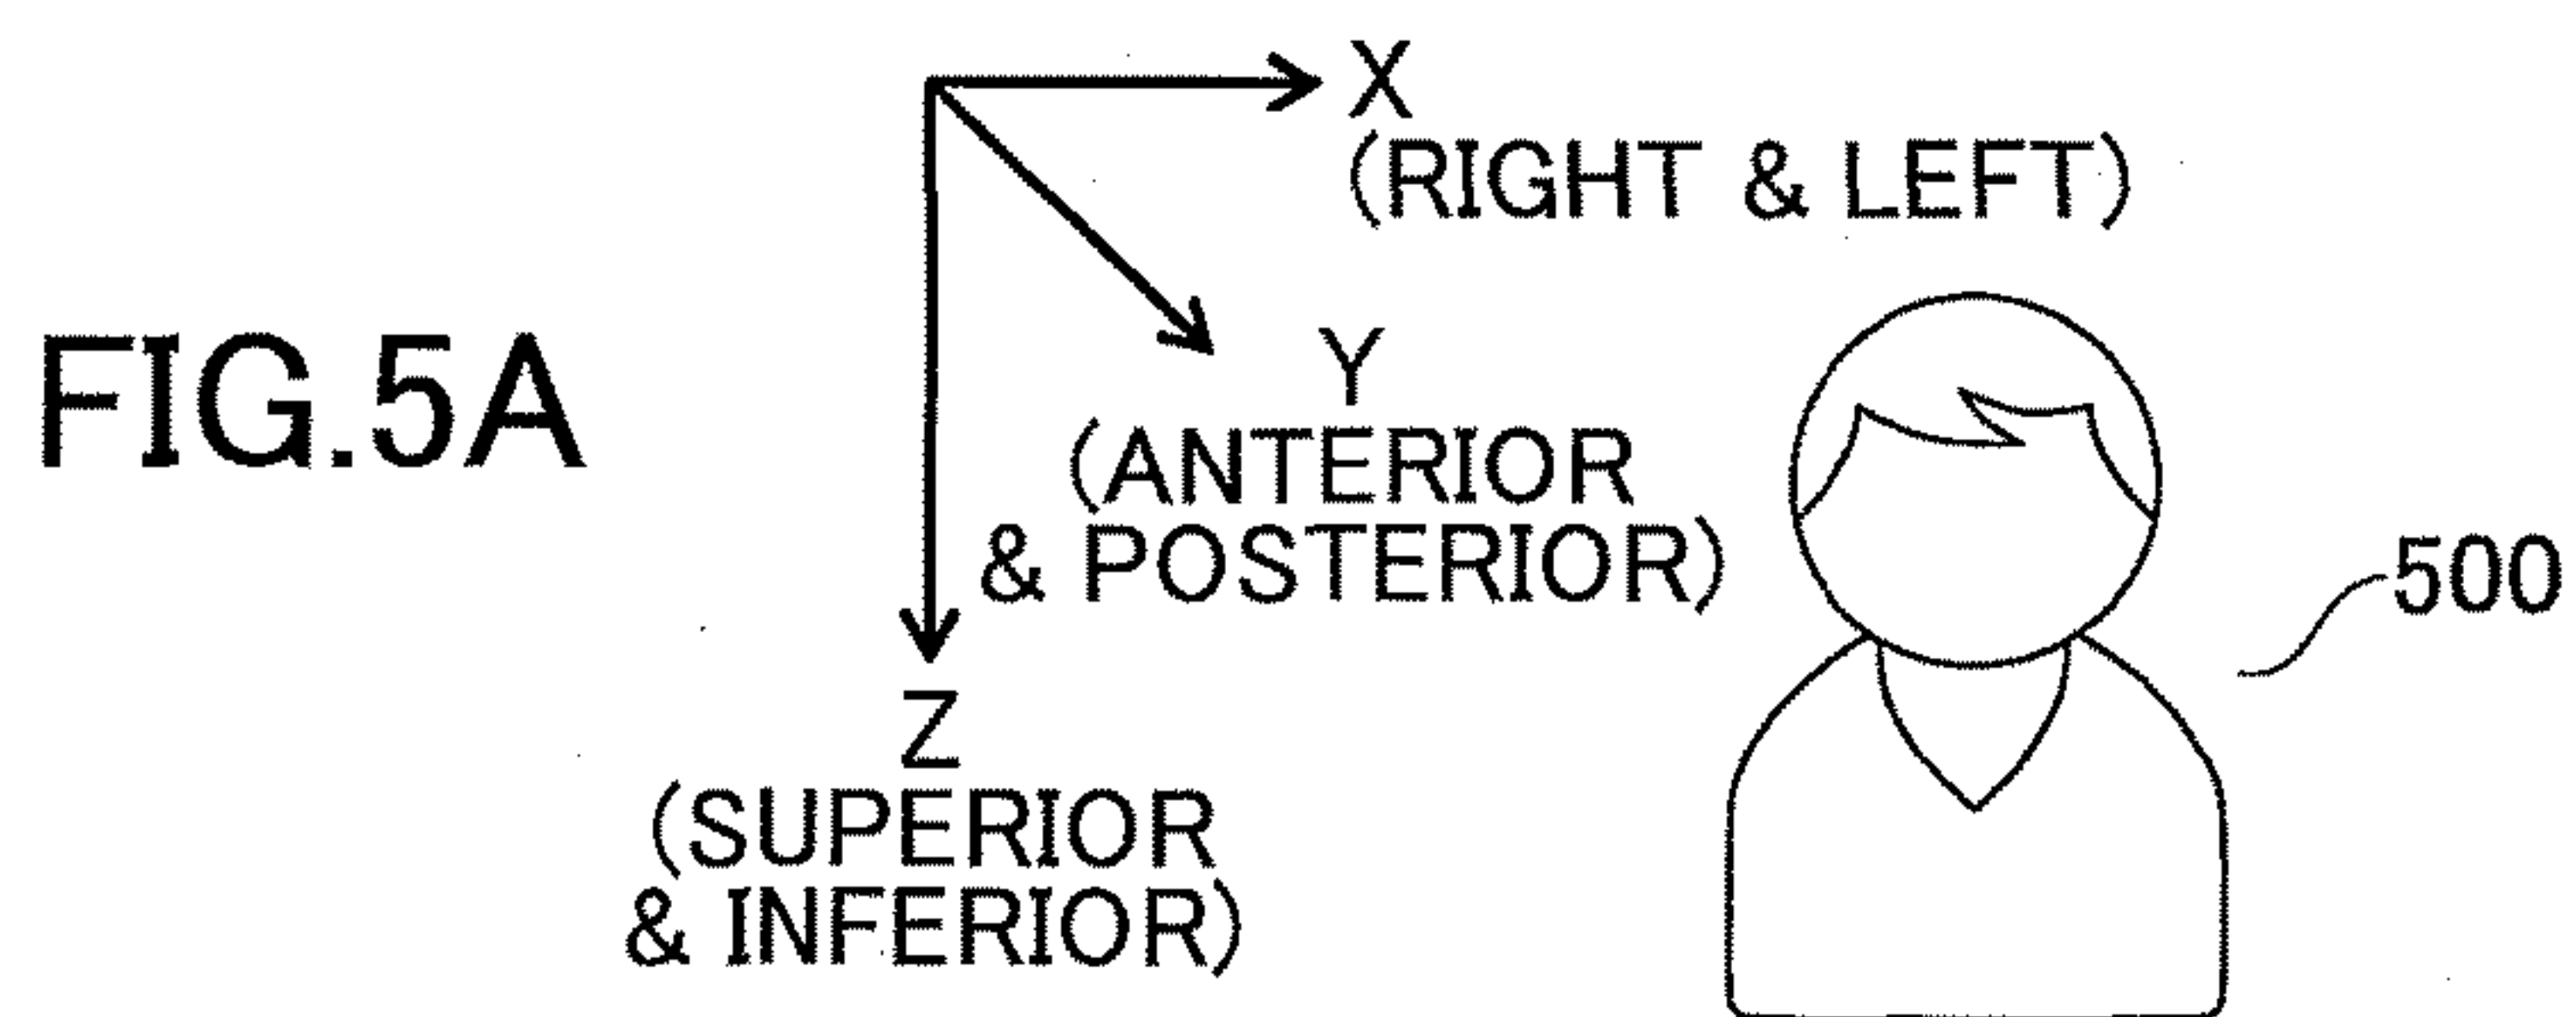 FIG.5A
X
(RIGHT & LEFT)
Y
(ANTERIOR
& POSTERIOR)
Z
(SUPERIOR
& INFERIOR)
500